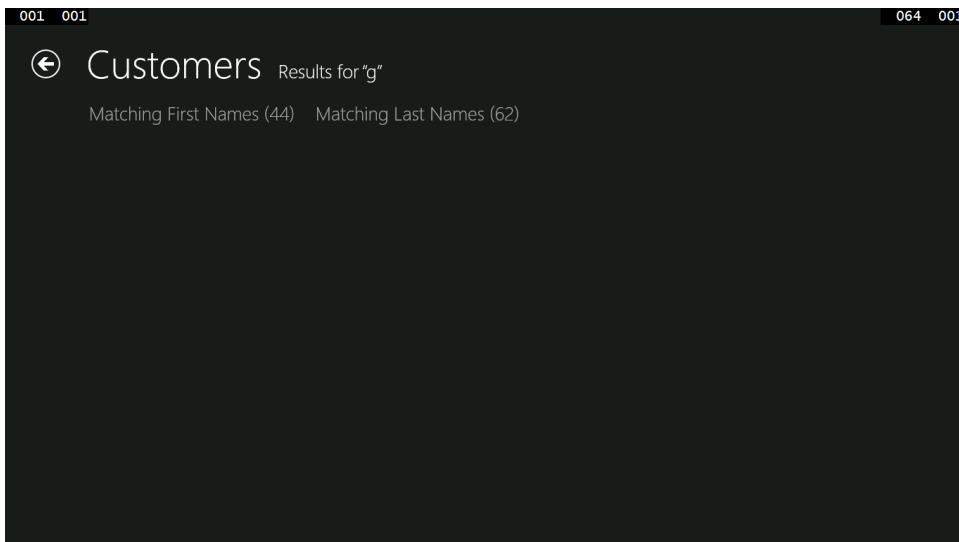 001 001 064 001
Customers Results for “g”
Matching First Names (44) Matching Last Names (62)